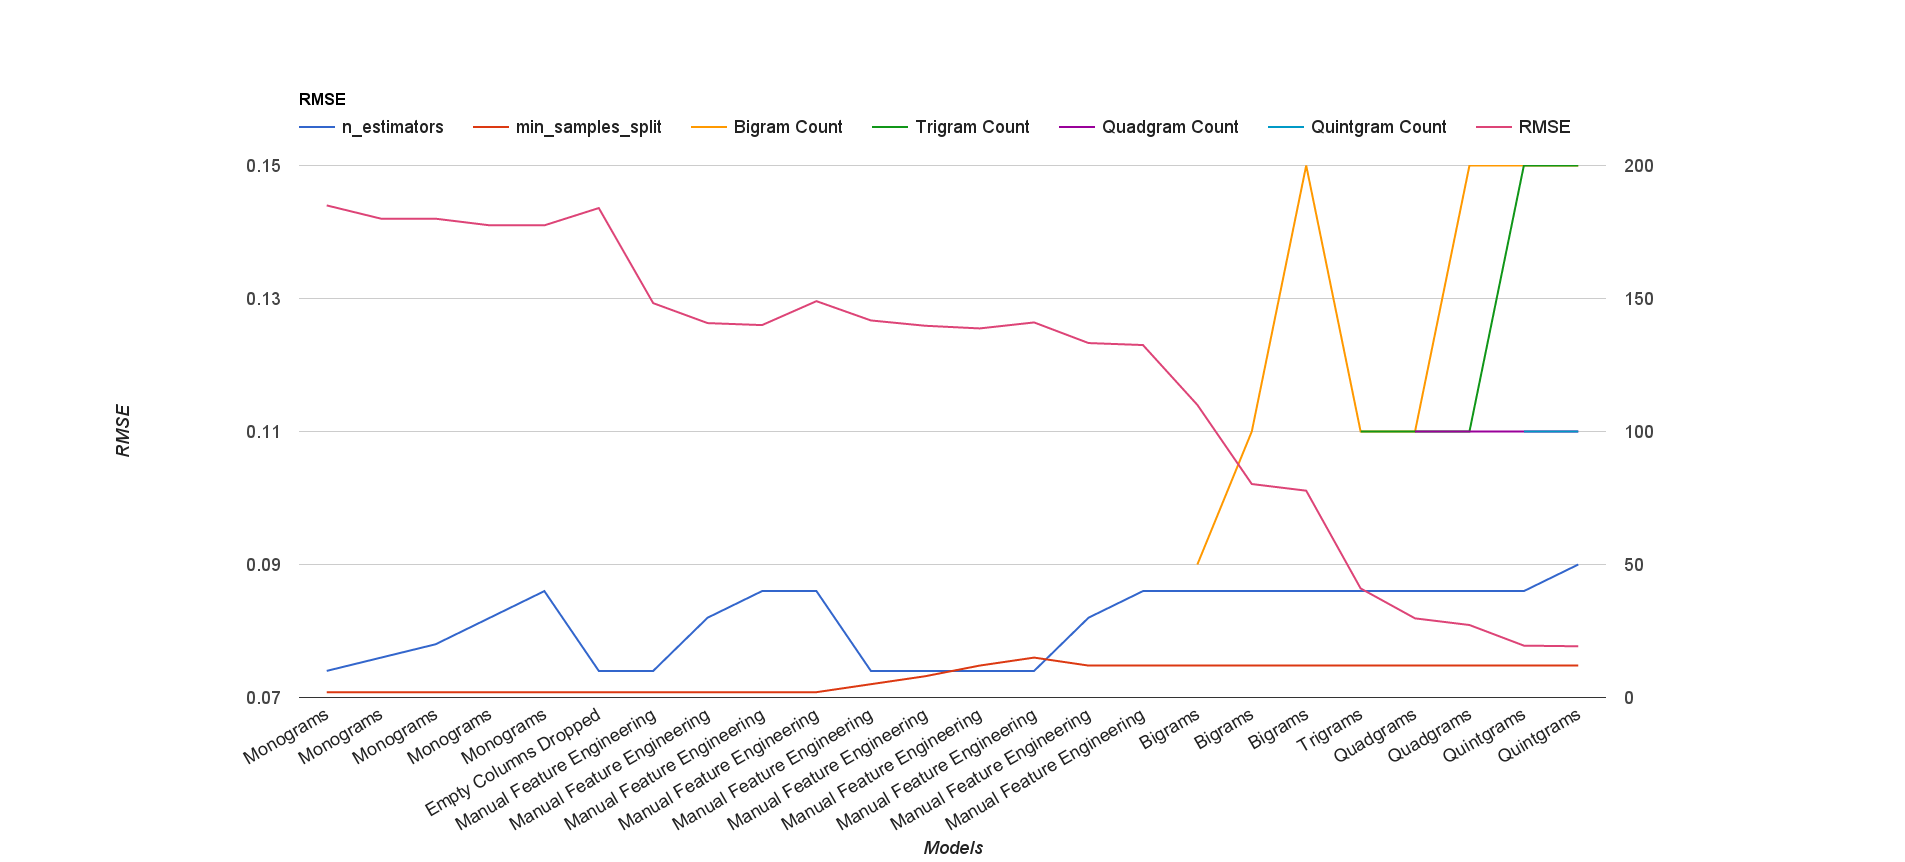 RMSE
n_estimators min_samples_split Bigram Count Trigram Count Quadgram Count Quintgram Count RMSE
0.15
0.13
0.11
0.09
0.07
200
150
100
50
0
RMSE
Monograms
Monograms
Monograms
Monograms
Monograms
Empty Columns Dropped
Manual Feature Engineering
Manual Feature Engineering
Manual Feature Engineering
Manual Feature Engineering
Manual Feature Engineering
Manual Feature Engineering
Manual Feature Engineering
Manual Feature Engineering
Manual Feature Engineering
Manual Feature Engineering
Bigrams
Bigrams
Bigrams
Trigrams
Quadgrams
Quadgrams
Quintgrams
Quintgrams
Models